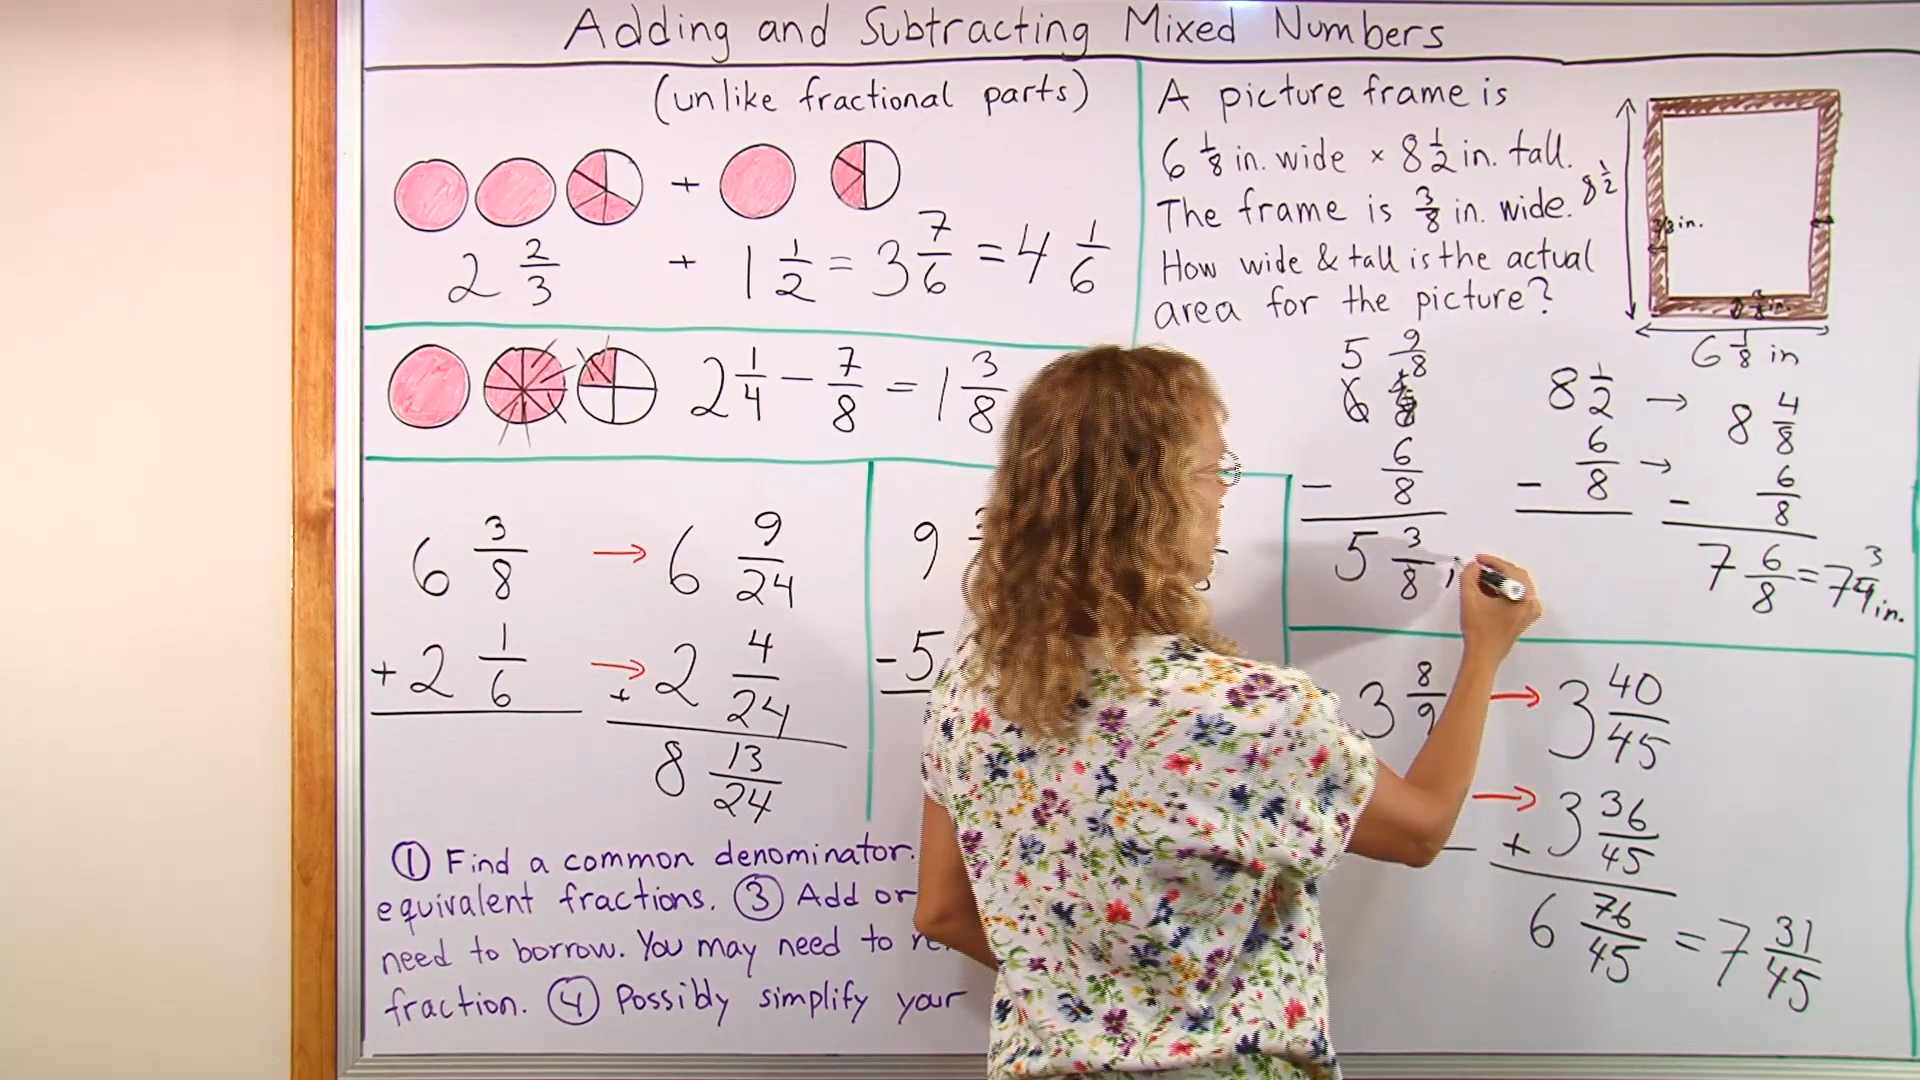 Adding and Subtracting Mixed Numbers
(unlike fractional parts)
+
2 2/3 + 1 1/2 = 3 7/6 = 4 1/6
2 1/4 - 7/8 = 1 3/8
6 3/8 → 6 9/24
+ 2 1/6 → + 2 4/24
8 13/24
9
- 5
① Find a common denominator.
equivalent fractions. ③ Add or
need to borrow. You may need to
fraction. ④ Possibly simplify your
A picture frame is
6 1/8 in. wide × 8 1/2 in. tall.
The frame is 3/8 in. wide.
How wide & tall is the actual
area for the picture?
8 1/2
3/8 in.
6 1/8 in
5 9/8
6 1/8
- 6/8
5 3/8
8 1/2 → 8 4/8
- 6/8 → - 6/8
7 6/8 = 7 3/4 in.
3 8/9 → 3 40/45
→ + 3 36/45
6 76/45 = 7 31/45